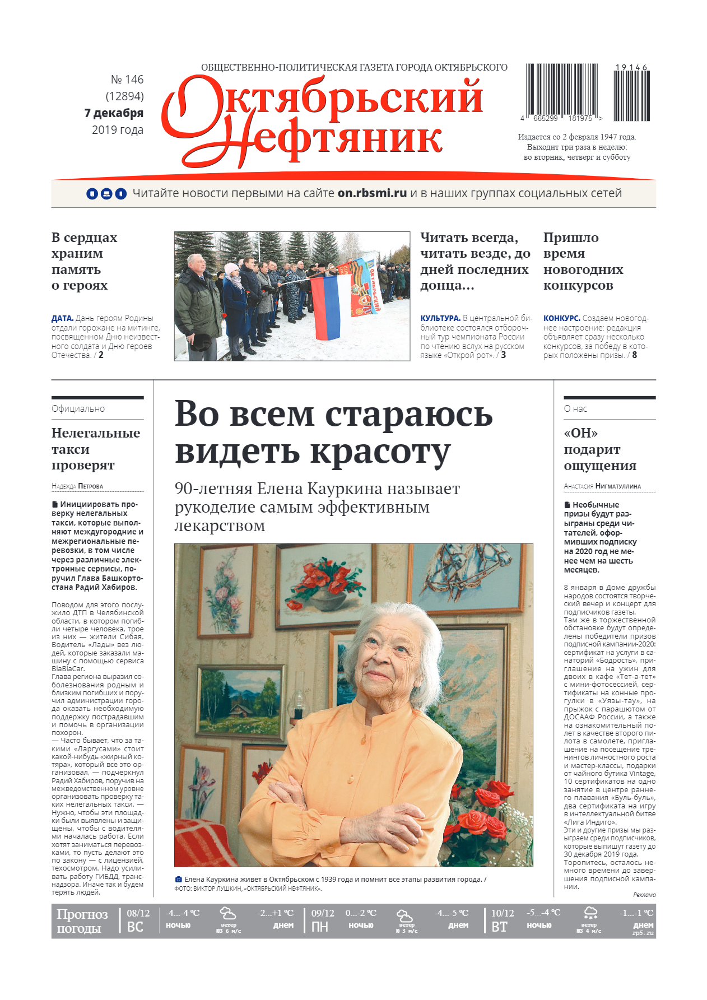 ОБЩЕСТВЕННО-ПОЛИТИЧЕСКАЯ ГАЗЕТА ГОРОДА ОКТЯБРЬСКОГО
№ 146
(12894)
7 декабря
2019 года
Октябрьский
Нефтяник
19146
4 665299 181975 >
Издается со 2 февраля 1947 года.
Выходит три раза в неделю:
во вторник, четверг и субботу
Читайте новости первыми на сайте on.rbsmi.ru и в наших группах социальных сетей
В сердцах
храним
память
о героях
ДАТА. Дань героям Родины
отдали горожане на митинге,
посвященном Дню неизвест-
ного солдата и Дню героев
Отечества. / 2
ОКТЯБРЬСКИЙ
Читать всегда,
читать везде, до
дней последних
донца...
КУЛЬТУРА. В центральной би-
блиотеке состоялся отбороч-
ный тур чемпионата России
по чтению вслух на русском
языке «Открой рот». / 3
Пришло
время
новогодних
конкурсов
КОНКУРС. Создаем новогод-
нее настроение: редакция
объявляет сразу несколько
конкурсов, за победу в кото-
рых положены призы. / 8
Официально
Нелегальные
такси
проверят
Надежда Петрова
Инициировать про-
верку нелегальных
такси, которые выпол-
няют междугородние и
межрегиональные пе-
ревозки, в том числе
через различные элек-
тронные сервисы, по-
ручил Глава Башкорто-
стана Радий Хабиров.
Поводом для этого послу-
жило ДТП в Челябинской
области, в котором погиб-
ли четыре человека, трое
из них — жители Сибая.
Водитель «Лады» вез лю-
дей, которые заказали ма-
шину с помощью сервиса
BlaBlaCar.
Глава региона выразил со-
болезнования родным и
близким погибших и пору-
чил администрации горо-
да оказать необходимую
поддержку пострадавшим
и помочь в организации
похорон.
— Часто бывает, что за та-
кими «Ларгусами» стоит
какой-нибудь «жирный ко-
тяра», который все это ор-
ганизовал, — подчеркнул
Радий Хабиров, поручив на
межведомственном уровне
организовать проверку та-
ких нелегальных такси. —
Нужно, чтобы эти площад-
ки были выявлены и защи-
щены, чтобы с водителя-
ми началась работа. Если
хотят заниматься перевоз-
ками, то пусть делают это
по закону — с лицензией,
техосмотром. Надо усили-
вать работу ГИБДД, транс-
надзора. Иначе так и будем
терять людей.
Во всем стараюсь
видеть красоту
90-летняя Елена Кауркина называет
рукоделие самым эффективным
лекарством
Елена Кауркина живет в Октябрьском с 1939 года и помнит все этапы развития города. /
ФОТО: ВИКТОР ЛУШКИН, «ОКТЯБРЬСКИЙ НЕФТЯНИК».
О нас
«ОН»
подарит
ощущения
Анастасия Нигматуллина
Необычные
призы будут раз-
ыграны среди чи-
тателей, офор-
мивших подписку
на 2020 год не ме-
нее чем на шесть
месяцев.
8 января в Доме дружбы
народов состоятся творче-
ский вечер и концерт для
подписчиков газеты.
Там же в торжественной
обстановке будут опреде-
лены победители призов
подписной кампании-2020:
сертификат на услуги в са-
наторий «Бодрость», при-
глашение на ужин для
двоих в кафе «Тет-а-тет»
с мини-фотосессией, сер-
тификаты на конные про-
гулки в «Уязы-тау», на
прыжок с парашютом от
ДОСААФ России, а также
на ознакомительный по-
лет в качестве второго пи-
лота в самолете, пригла-
шение на посещение тре-
нингов личностного роста
и мастер-классы, подарки
от чайного бутика Vintage,
10 сертификатов на одно
занятие в центре раннe-
го плавания «Буль-буль»,
два сертификата на игру
в интеллектуальной битве
«Лига Индиго».
Эти и другие призы мы раз-
ыграем среди подписчиков,
которые выпишут газету до
30 декабря 2019 года.
Торопитесь, осталось не-
много времени до завер-
шения подписной кампа-
нии.
Реклама
Прогноз
погоды
08/12
ВС
-4...-4 °C
ночью
ветер
ЮЗ 6 м/с
-2...+1 °C
днем
09/12
ПН
0...-2 °C
ночью
ветер
Ю 3 м/с
-4...-5 °C
днем
10/12
ВТ
-5...-4 °C
ночью
ветер
ЮЗ 4 м/с
-1...-1 °C
днем
rp5.ru